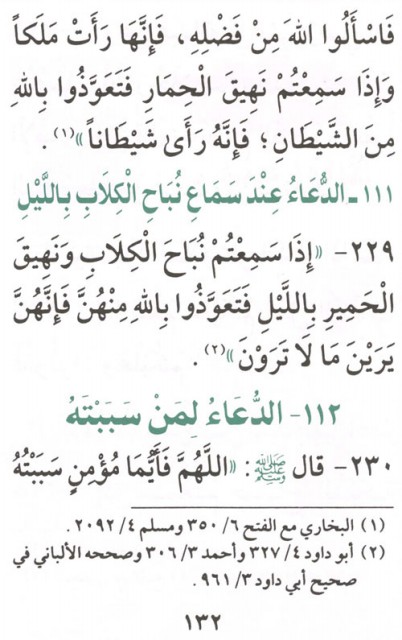 فَاسْأَلُوا اللهَ مِنْ فَضْلِهِ، فَإِنَّهَا رَأَتْ مَلَكاً
وَإِذَا سَمِعْتُمْ نَهِيقَ الْحِمَارِ فَتَعَوَّذُوا بِاللهِ
مِنَ الشَّيْطَانِ؛ فَإِنَّهُ رَأَىٰ شَيْطَاناً»(١).
١١١ـ الدُّعَاءُ عِنْدَ سَمَاعِ نُبَاحِ الْكِلَابِ بِاللَّيْلِ
٢٢٩- «إِذَا سَمِعْتُمْ نُبَاحَ الْكِلَابِ وَنَهِيقَ
الْحَمِيرِ بِاللَّيْلِ فَتَعَوَّذُوا بِاللهِ مِنْهُنَّ فَإِنَّهُنَّ
يَرَيْنَ مَا لَا تَرَوْنَ»(٢).
١١٢- الدُّعَاءُ لِمَنْ سَبَبْتَهُ
٢٣٠- قال ﷺ: «اللَّهُمَّ فَأَيُّمَا مُؤْمِنٍ سَبَبْتُهُ
(١) البخاري مع الفتح ٦/ ٣٥٠ ومسلم ٤/ ٢٠٩٢.
(٢) أبو داود ٤/ ٣٢٧ وأحمد ٣/ ٣٠٦ وصححه الألباني في
صحيح أبي داود ٣/ ٩٦١.
١٣٢